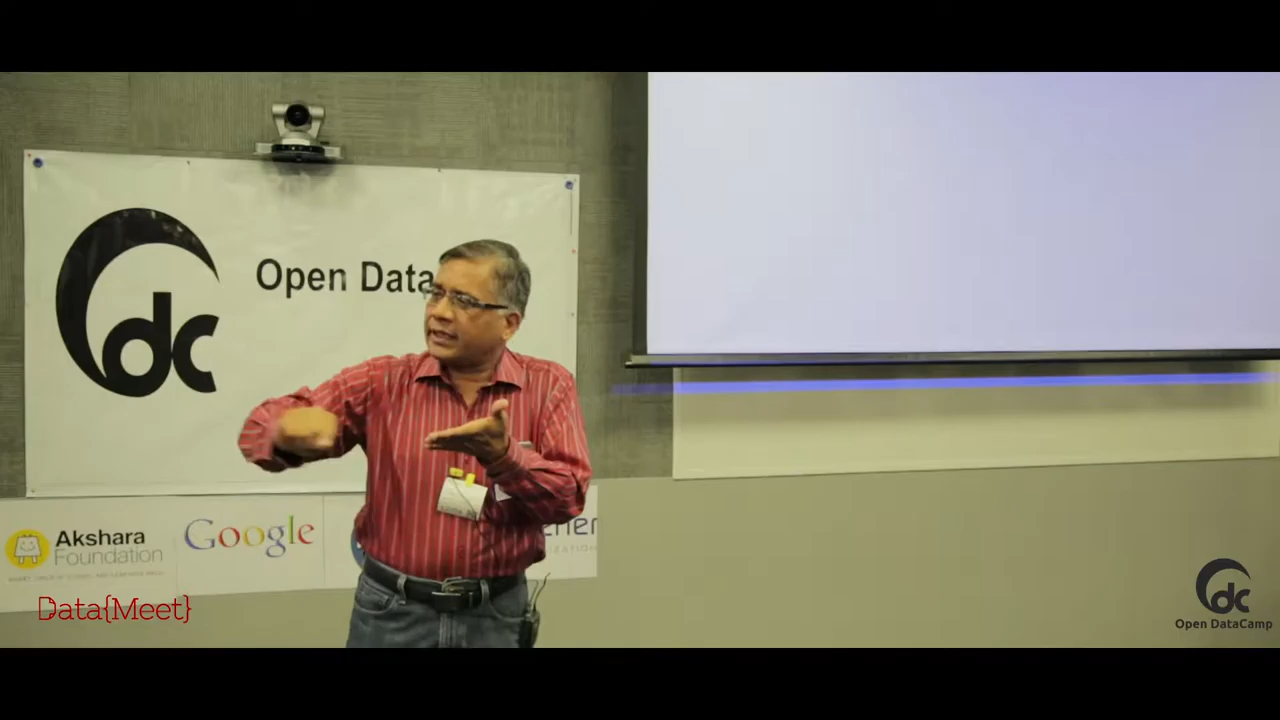 dc
Open Data
Akshara
Foundation
Google
Data{Meet}
dc
Open DataCamp